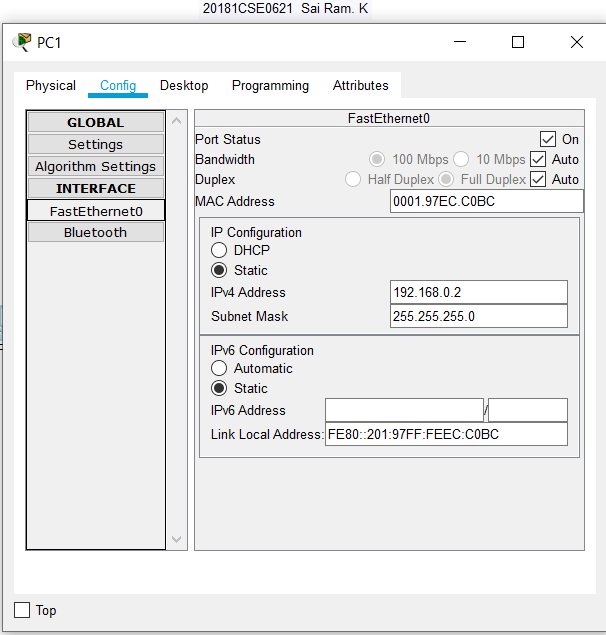 20181CSE0621 Sai Ram. K
PC1
Physical Config Desktop Programming Attributes
GLOBAL
Settings
Algorithm Settings
INTERFACE
FastEthernet0
Bluetooth
FastEthernet0
Port Status On
Bandwidth 100 Mbps 10 Mbps Auto
Duplex Half Duplex Full Duplex Auto
MAC Address 0001.97EC.C0BC
IP Configuration
DHCP
Static
IPv4 Address 192.168.0.2
Subnet Mask 255.255.255.0
IPv6 Configuration
Automatic
Static
IPv6 Address /
Link Local Address: FE80::201:97FF:FEEC:C0BC
Top